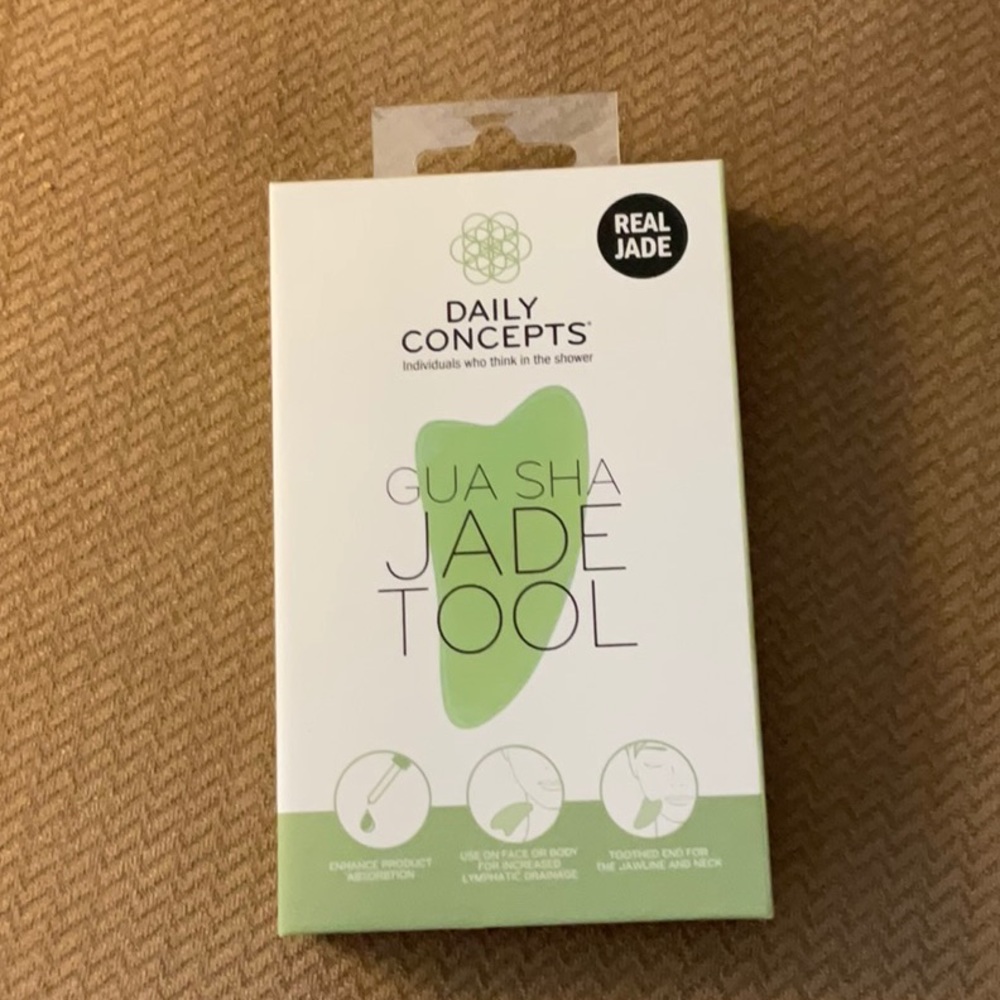 REAL
JADE
DAILY
CONCEPTS®
Individuals who think in the shower
GUA SHA
JADE
TOOL
ENHANCE PRODUCT
ABSORBTION
USE ON FACE OR BODY
FOR INCREASED
LYMPHATIC DRAINAGE
TOOTHED END FOR
THE JAWLINE AND NECK